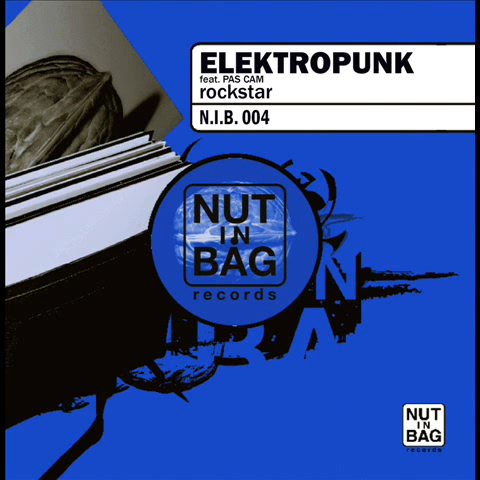 ELEKTROPUNK
feat. PAS CAM
rockstar
N.I.B. 004
NUT
IN
BAG
records
NUT
IN
BAG
records